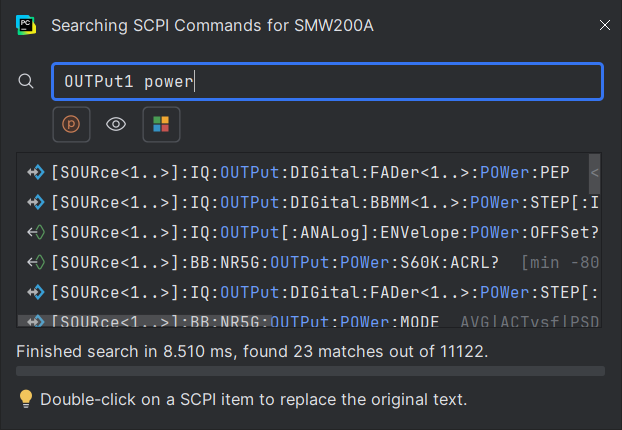 PC
Searching SCPI Commands for SMW200A
OUTPut1 power
p
[SOURce<1..>]:IQ:OUTPut:DIGital:FADer<1..>:POWer:PEP <
[SOURce<1..>]:IQ:OUTPut:DIGital:BBMM<1..>:POWer:STEP[:I
[SOURce<1..>]:IQ:OUTPut[:ANALog]:ENVelope:POWer:OFFSet?
[SOURce<1..>]:BB:NR5G:OUTPut:POWer:S60K:ACRL? [min -80
[SOURce<1..>]:IQ:OUTPut:DIGital:FADer<1..>:POWer:STEP[:
[SOURce<1..>]:BB:NR5G:OUTPut:POWer:MODE AVG|ACTvsf|PSD
Finished search in 8.510 ms, found 23 matches out of 11122.
Double-click on a SCPI item to replace the original text.